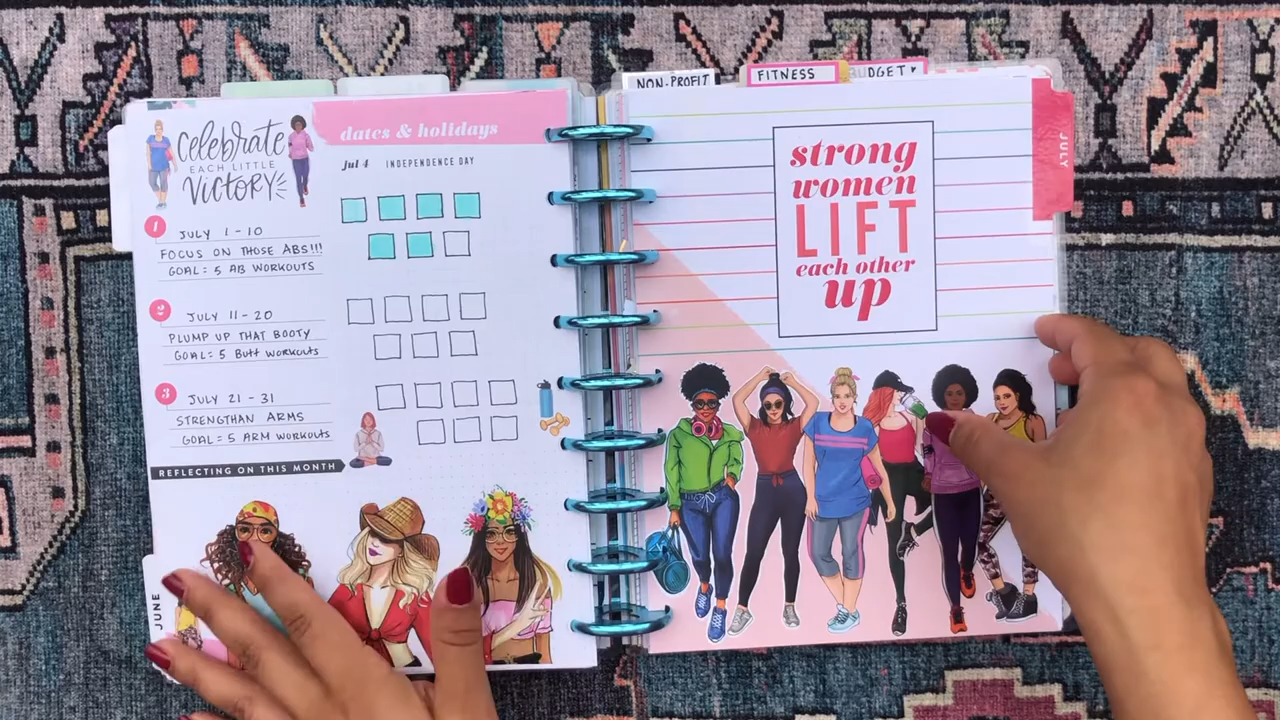 Celebrate
EACH LITTLE
VICTORY
dates & holidays
jul 4 INDEPENDENCE DAY
1
JULY 1-10
FOCUS ON THOSE ABS!!!
GOAL = 5 AB WORKOUTS
2
JULY 11-20
PLUMP UP THAT BOOTY
GOAL = 5 Butt WORKOUTS
3
JULY 21-31
STRENGTHAN ARMS
GOAL = 5 ARM WORKOUTS
REFLECTING ON THIS MONTH
JUNE
NON-PROFIT
FITNESS
UDGET
JULY
strong
women
LIFT
each other
up